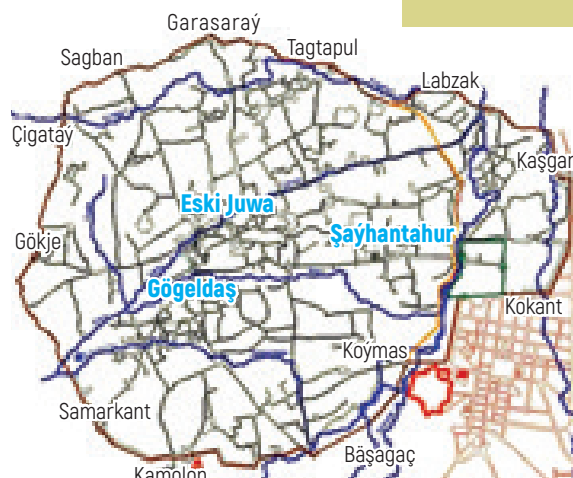 Garasaraý
Sagban
Tagtapul
Labzak
Çigataý
Kaşgar
Eski Juwa
Şaýhantahur
Gökje
Gögeldaş
Kokant
Koýmas
Samarkant
Bäşagaç
Kamolon